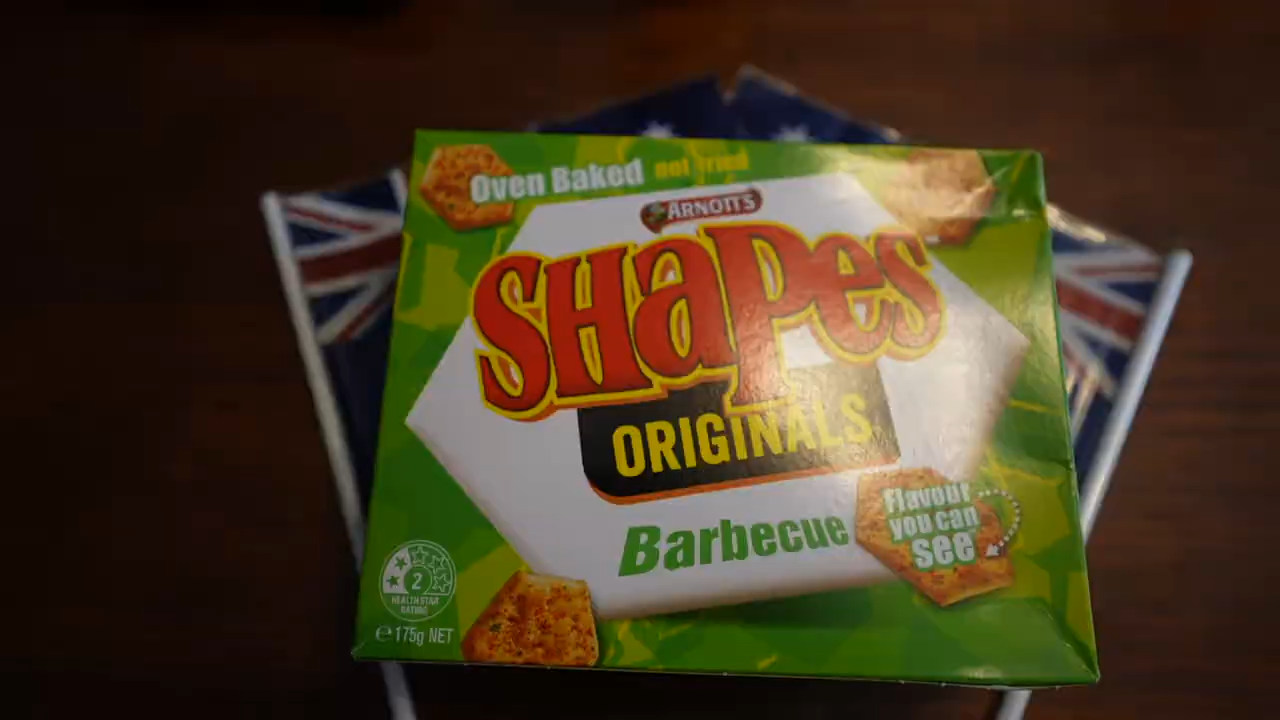 Oven Baked not fried
ARNOTT'S
SHaPes
ORIGINALS
Barbecue
flavour
you can
see
2
HEALTH STAR
RATING
℮175g NET